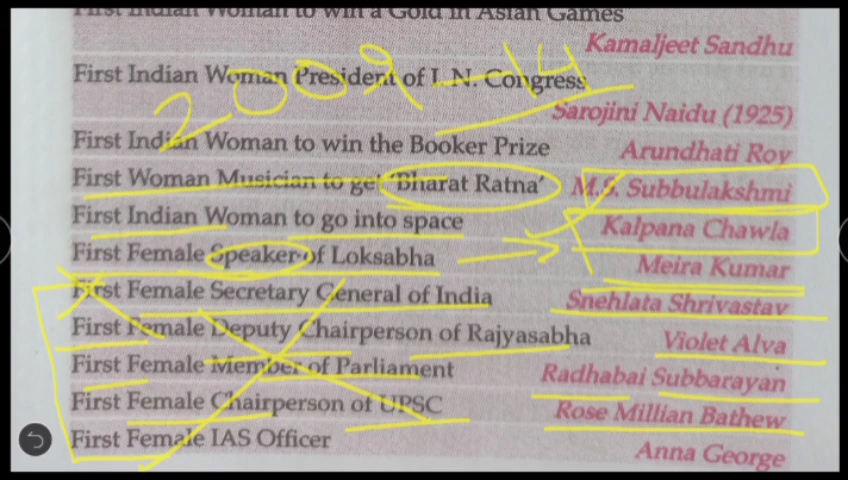 First Indian Woman to win a Gold in Asian Games
Kamaljeet Sandhu
First Indian Woman President of I. N. Congress
Sarojini Naidu (1925)
First Indian Woman to win the Booker Prize Arundhati Roy
First Woman Musician to get 'Bharat Ratna' M.S. Subbulakshmi
First Indian Woman to go into space Kalpana Chawla
First Female Speaker of Loksabha Meira Kumar
First Female Secretary General of India Snehlata Shrivastav
First Female Deputy Chairperson of Rajyasabha Violet Alva
First Female Member of Parliament Radhabai Subbarayan
First Female Chairperson of UPSC Rose Millian Bathew
First Female IAS Officer Anna George
2009 - 14